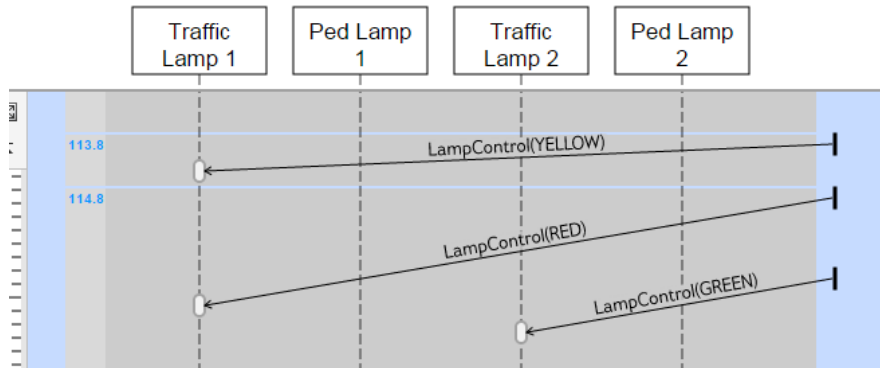 Traffic
Lamp 1
Ped Lamp
1
Traffic
Lamp 2
Ped Lamp
2
113.8
LampControl(YELLOW)
114.8
LampControl(RED)
LampControl(GREEN)